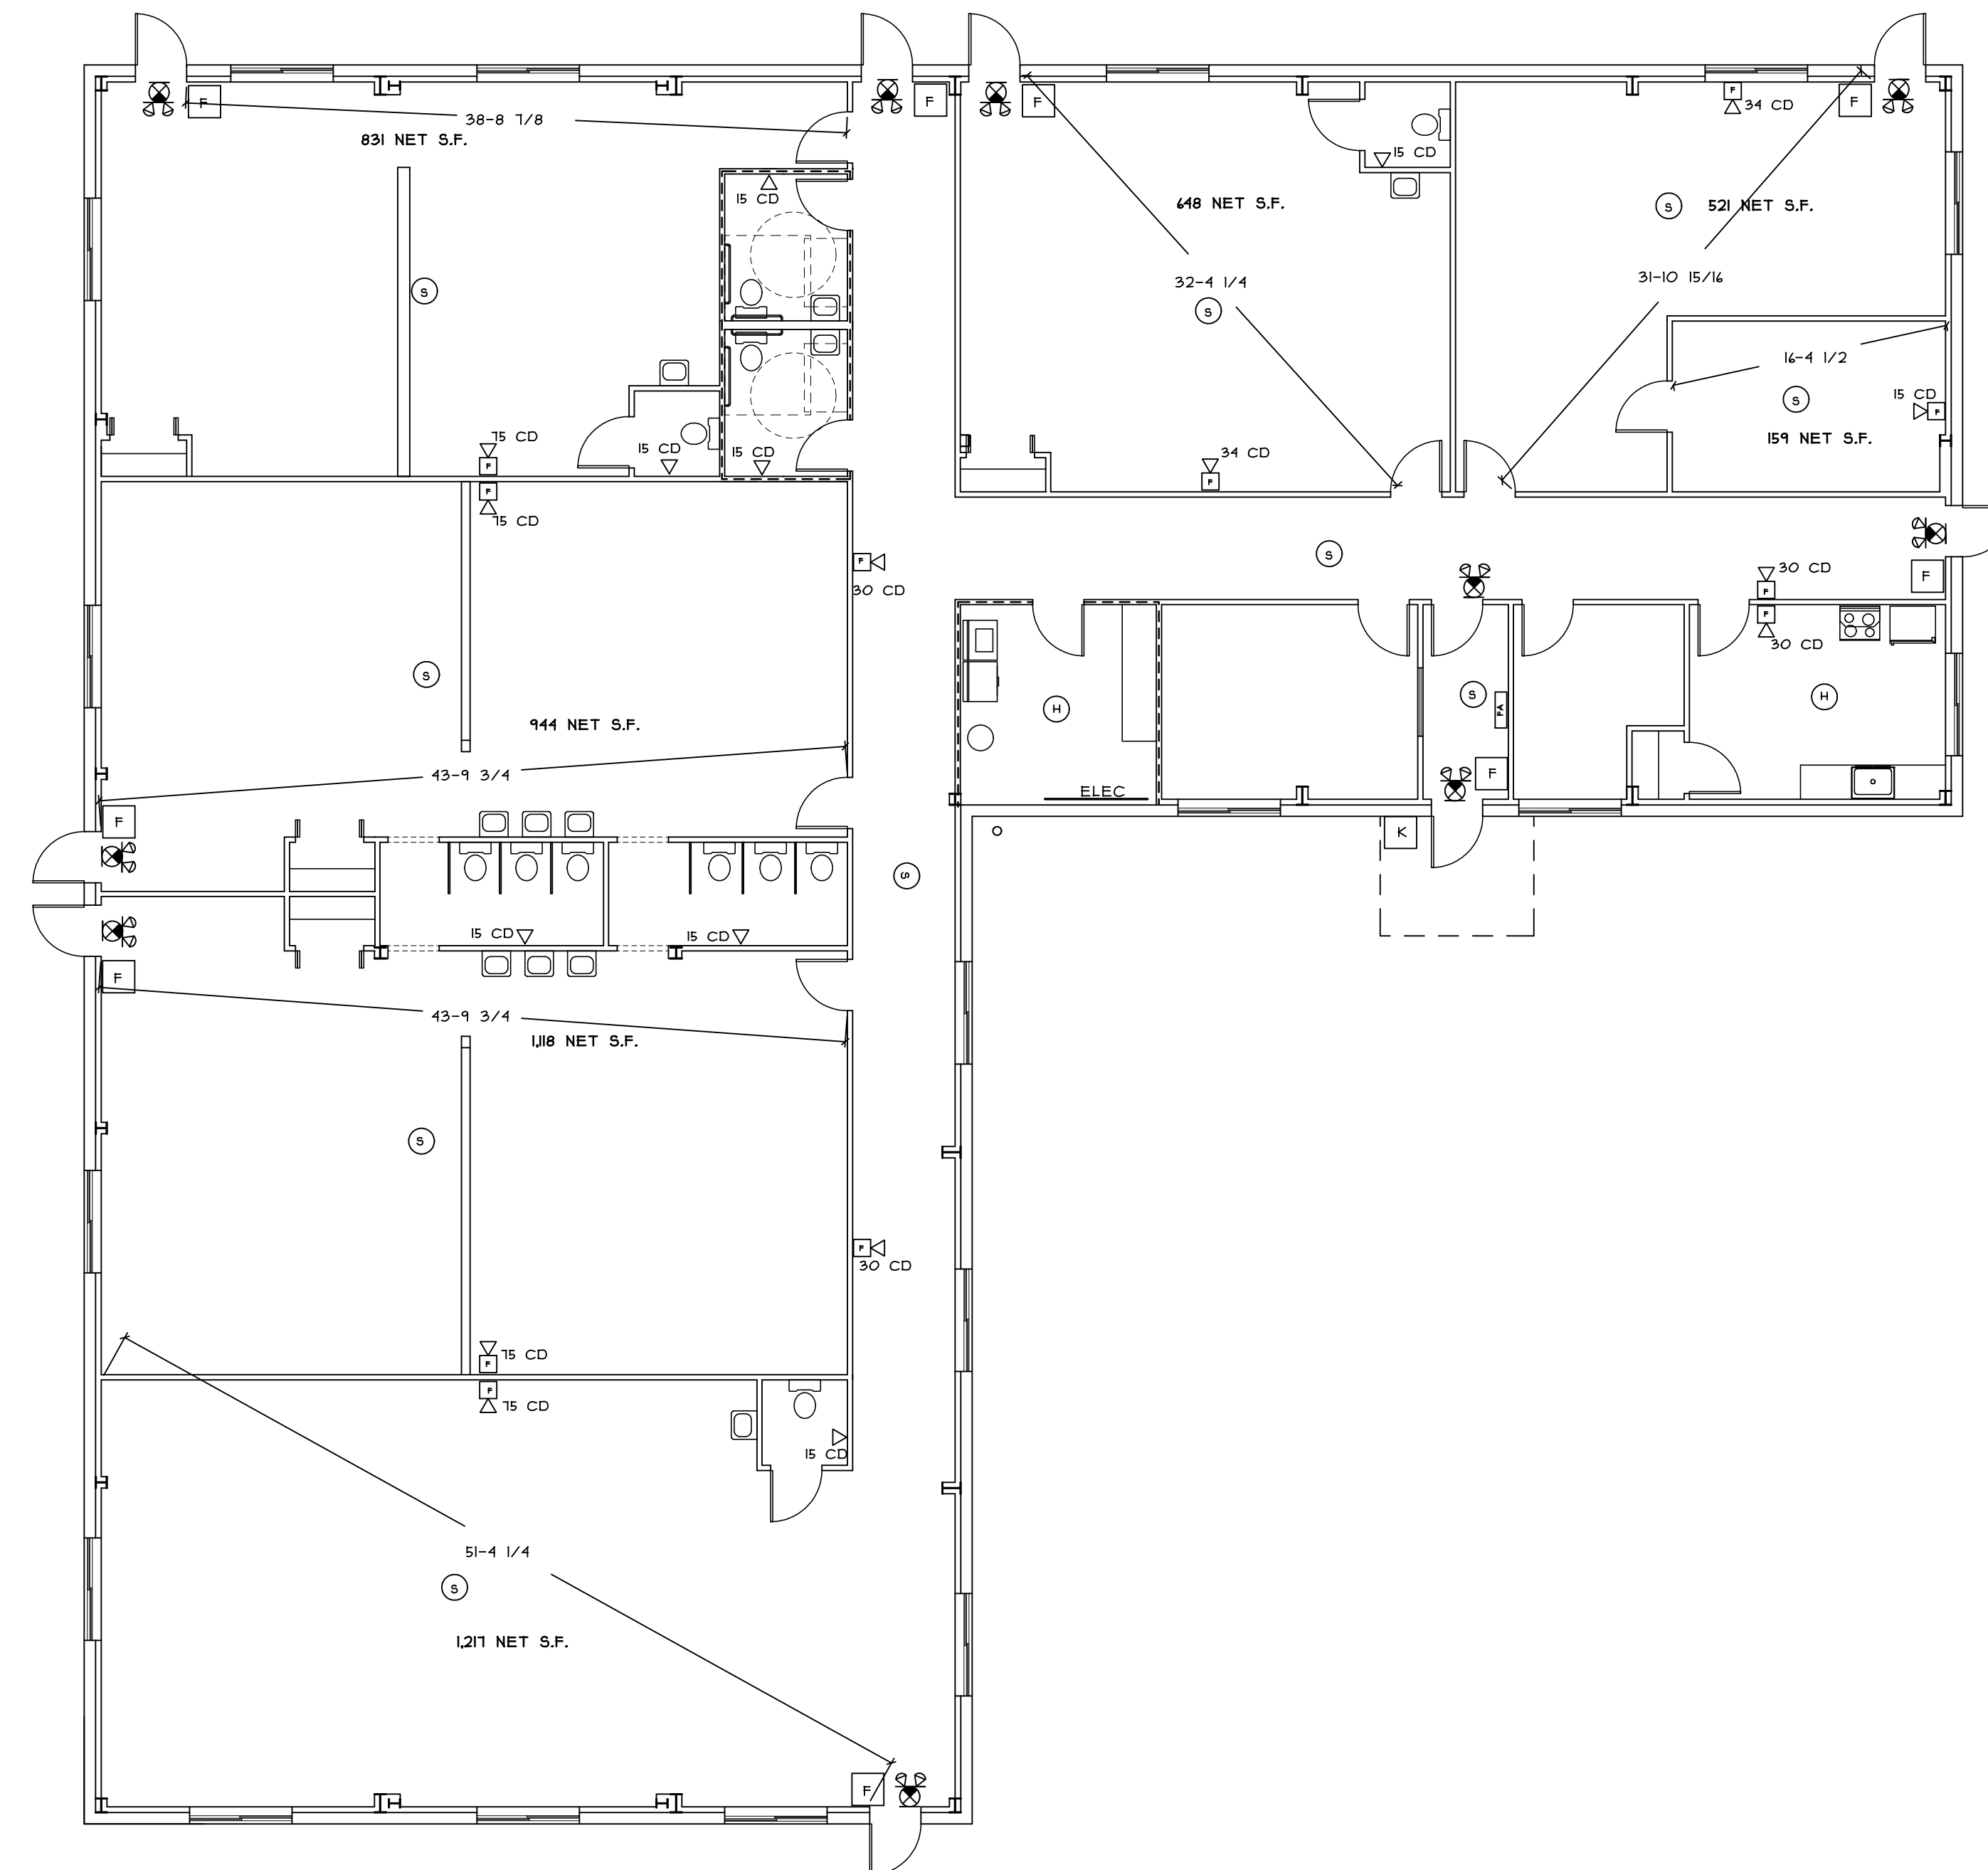 F
F
F
F
F
34 CD
38-8 7/8
831 NET S.F.
15 CD
15 CD
648 NET S.F.
S
521 NET S.F.
32-4 1/4
31-10 15/16
S
S
16-4 1/2
S
15 CD
F
159 NET S.F.
75 CD
F
15 CD
15 CD
34 CD
F
F
75 CD
F
30 CD
S
30 CD
F
F
F
30 CD
S
944 NET S.F.
43-9 3/4
H
S
FA
H
F
ELEC
F
K
S
15 CD
15 CD
F
43-9 3/4
1,118 NET S.F.
S
F
30 CD
75 CD
F
F
75 CD
15 CD
51-4 1/4
S
1,217 NET S.F.
F